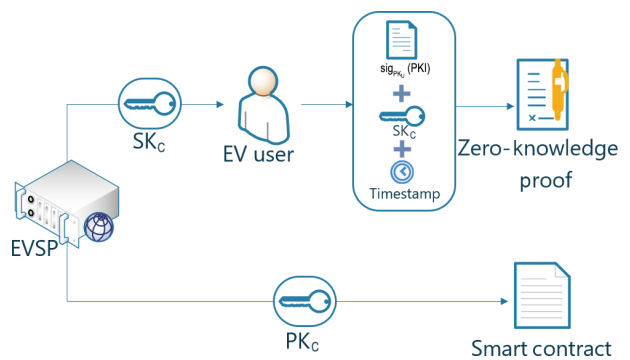 sigPKU (PKI)
SKC
Timestamp
SKC
EV user
Zero-knowledge
proof
EVSP
PKC
Smart contract